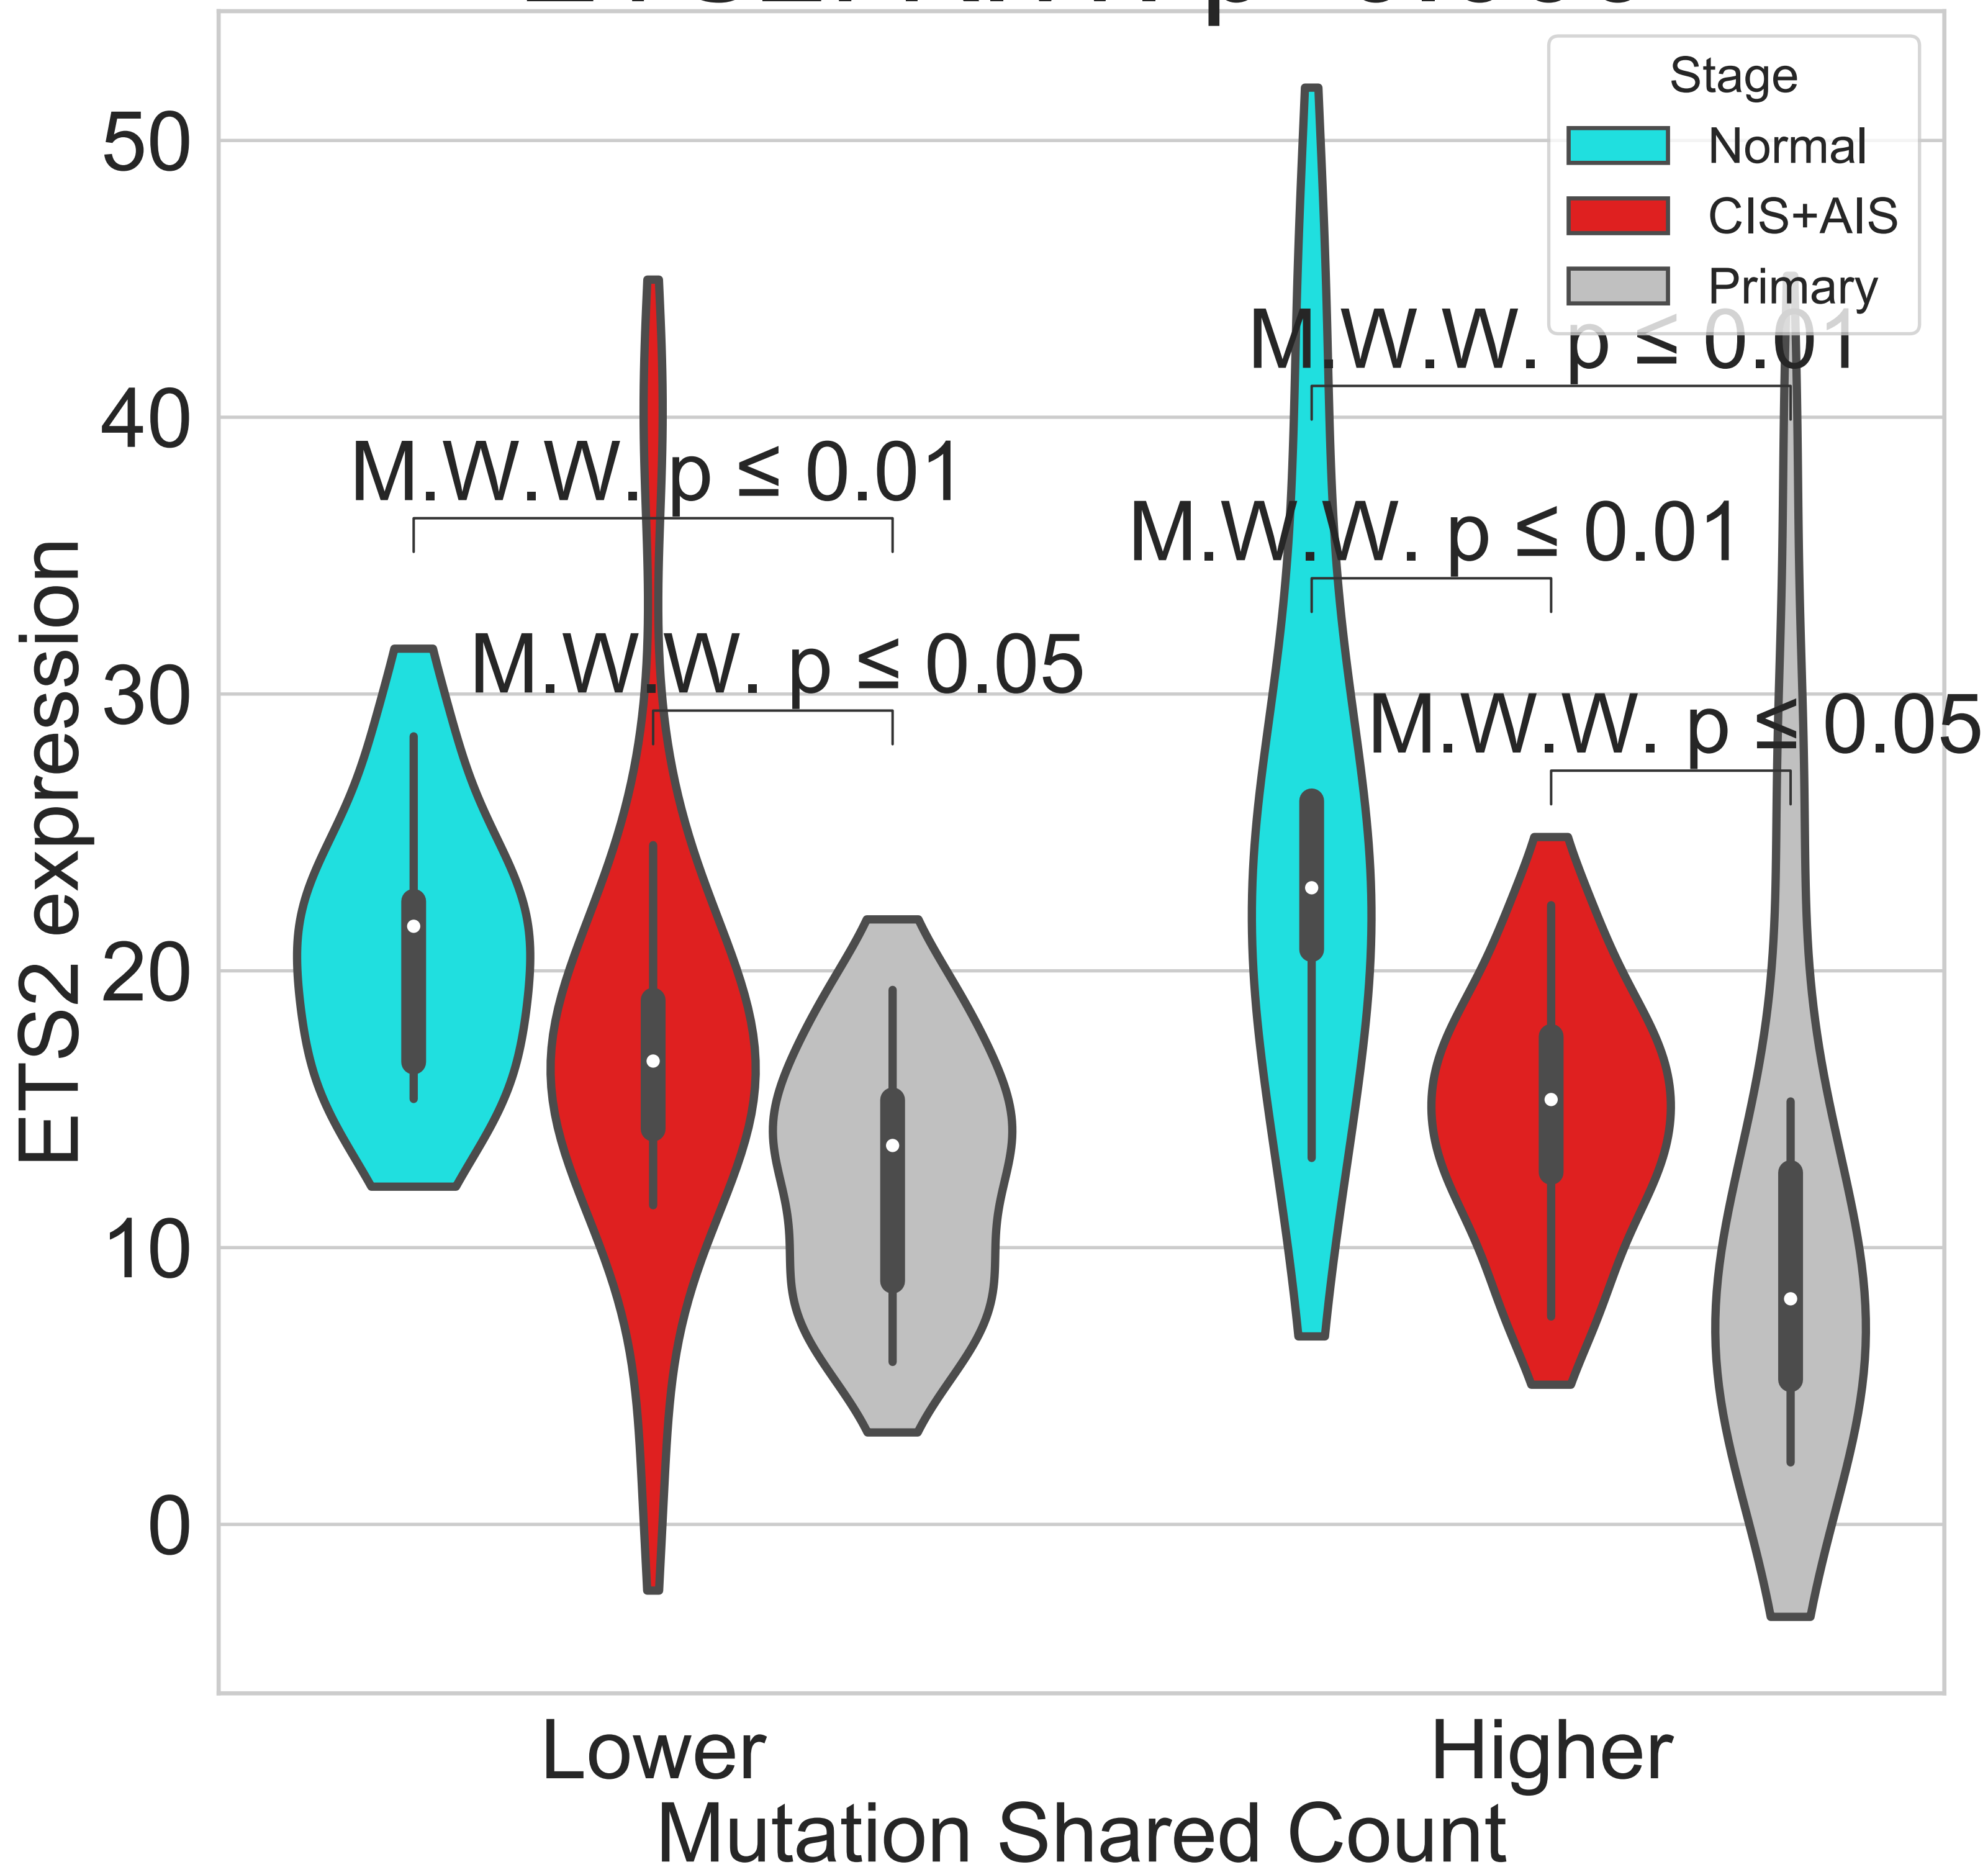 Stage
Normal
CIS+AIS
Primary
50
40
30
20
10
0
ETS2 expression
M.W.W. p ≤ 0.01
M.W.W. p ≤ 0.01
M.W.W. p ≤ 0.01
M.W.W. p ≤ 0.05
M.W.W. p ≤ 0.05
Lower Higher
Mutation Shared Count